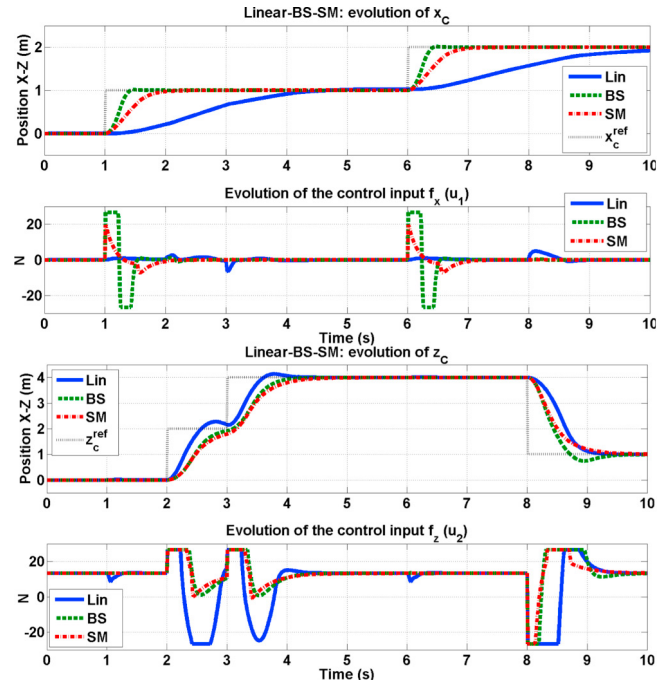 Linear-BS-SM: evolution of x_C
Position X-Z (m)
2
1
0
Lin
BS
SM
x_c^ref
0 1 2 3 4 5 6 7 8 9 10
Evolution of the control input f_x (u_1)
N
20
0
-20
Lin
BS
SM
0 1 2 3 4 5 6 7 8 9 10
Time (s)
Linear-BS-SM: evolution of z_C
Position X-Z (m)
4
3
2
1
0
Lin
BS
SM
z_c^ref
0 1 2 3 4 5 6 7 8 9 10
Evolution of the control input f_z (u_2)
N
20
0
-20
Lin
BS
SM
0 1 2 3 4 5 6 7 8 9 10
Time (s)